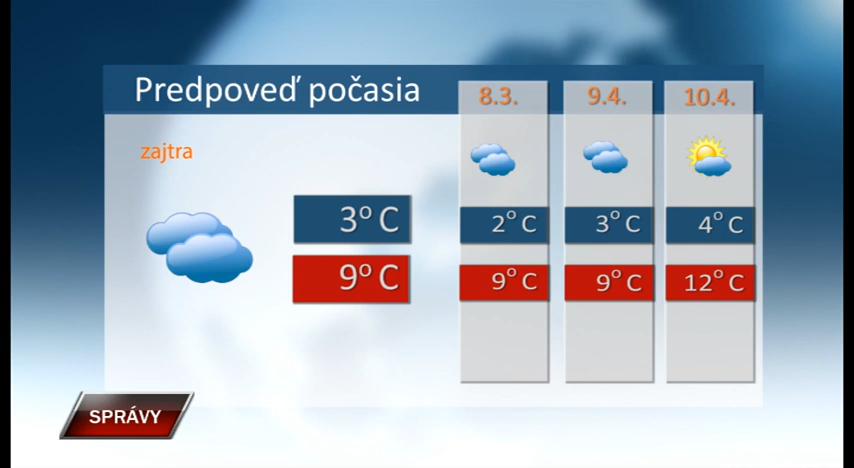 Predpoveď počasia
zajtra
3° C
9° C
8.3.
2° C
9° C
9.4.
3° C
9° C
10.4.
4° C
12° C
SPRÁVY